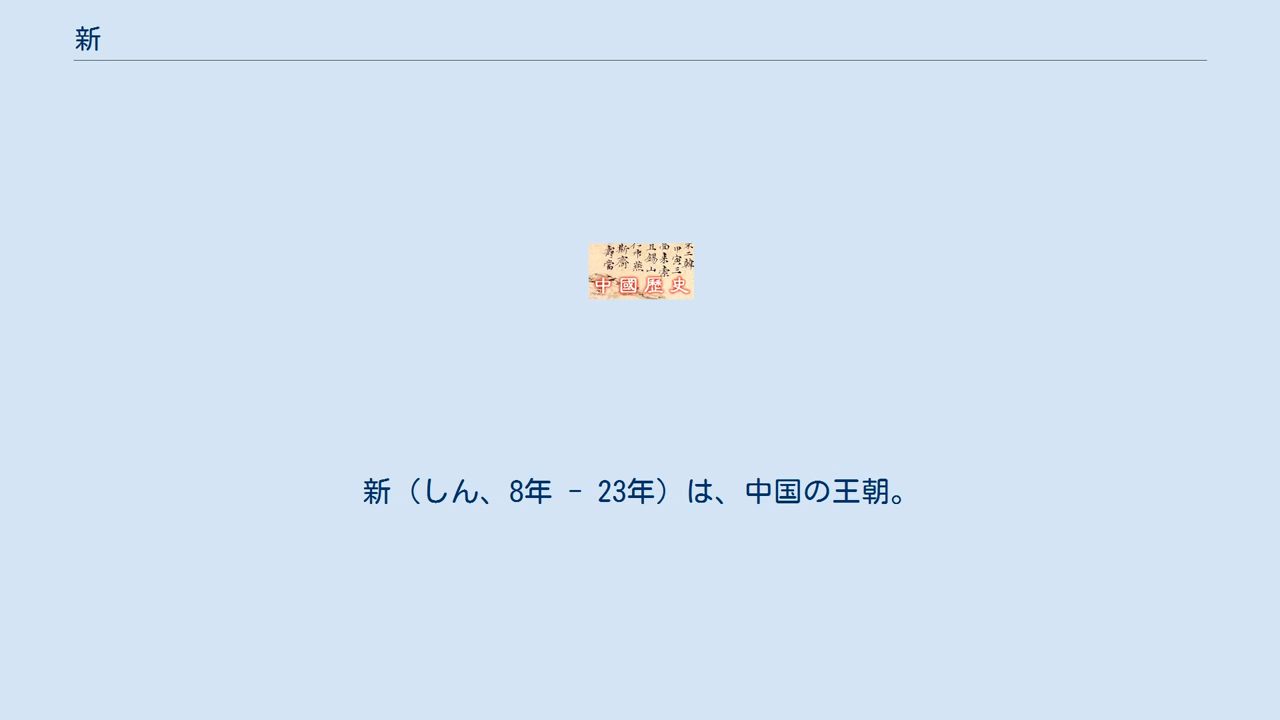 新
中國歷史
新（しん、8年 - 23年）は、中国の王朝。